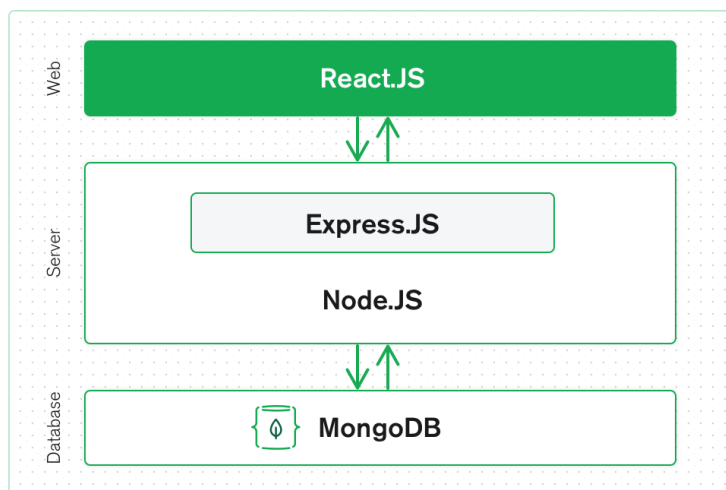 Web
React.JS
Server
Express.JS
Node.JS
Database
MongoDB